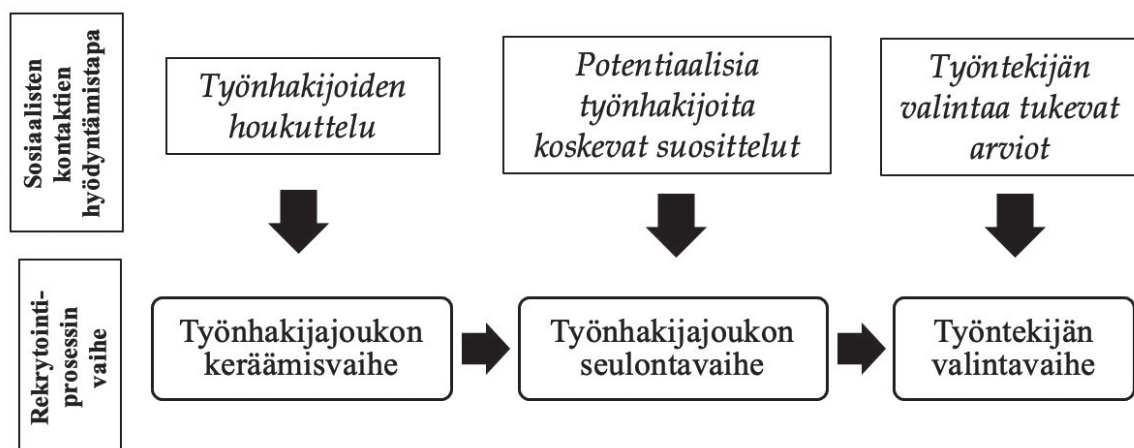 Sosiaalisten
kontaktien
hyödyntämistapa
Työnhakijoiden
houkuttelu
Potentiaalisia
työnhakijoita
koskevat suosittelut
Työntekijän
valintaa tukevat
arviot
Rekrytointi-
prosessin
vaihe
Työnhakijajoukon
keräämisvaihe
Työnhakijajoukon
seulontavaihe
Työntekijän
valintavaihe